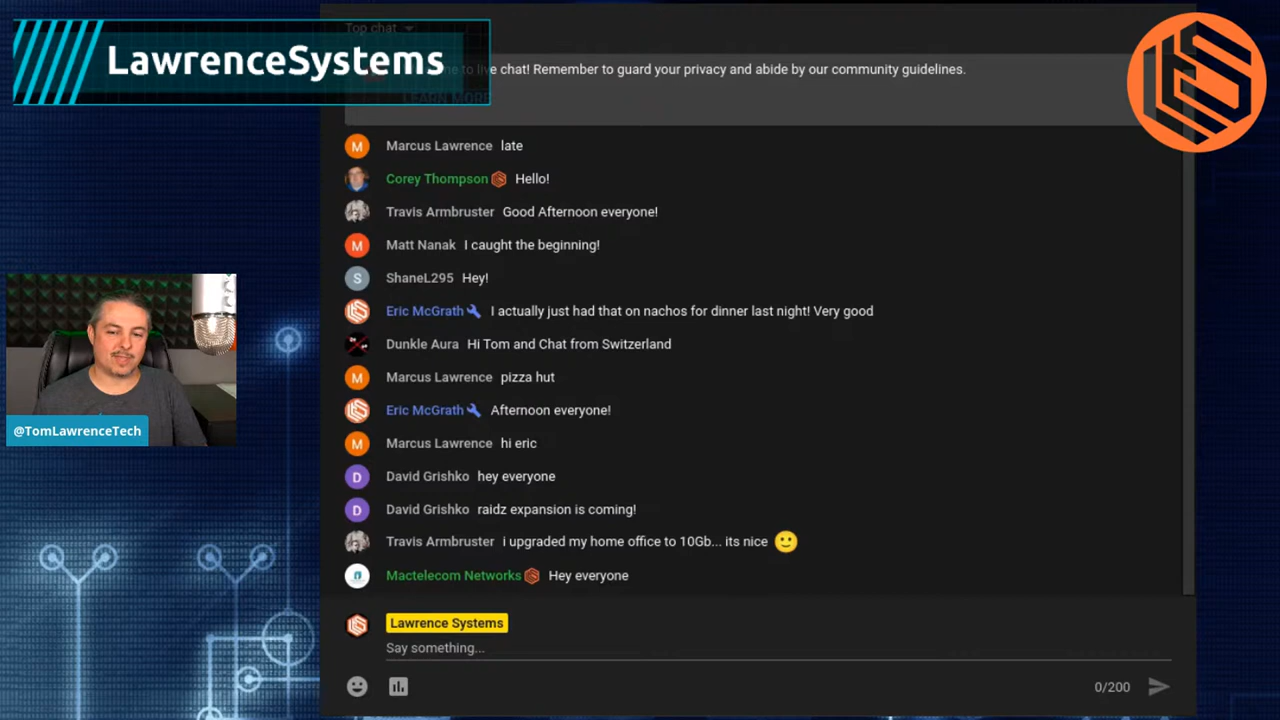 Top chat
LawrenceSystems
to live chat! Remember to guard your privacy and abide by our community guidelines.
LEARN MORE
Marcus Lawrence late
Corey Thompson Hello!
Travis Armbruster Good Afternoon everyone!
Matt Nanak I caught the beginning!
ShaneL295 Hey!
Eric McGrath I actually just had that on nachos for dinner last night! Very good
Dunkle Aura Hi Tom and Chat from Switzerland
Marcus Lawrence pizza hut
Eric McGrath Afternoon everyone!
@TomLawrenceTech
Marcus Lawrence hi eric
David Grishko hey everyone
David Grishko raidz expansion is coming!
Travis Armbruster i upgraded my home office to 10Gb... its nice 🙂
Mactelecom Networks Hey everyone
Lawrence Systems
Say something...
0/200